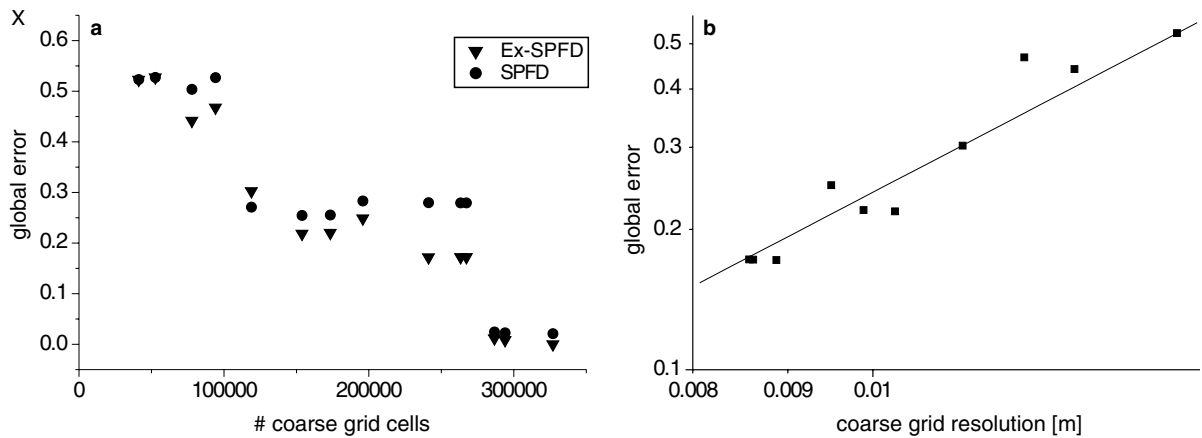 X
a
0.6
0.5
0.4
0.3
0.2
0.1
0.0
global error
Ex-SPFD
SPFD
0
100000
200000
300000
# coarse grid cells
b
0.5
0.4
0.3
0.2
0.1
global error
0.008
0.009
0.01
coarse grid resolution [m]